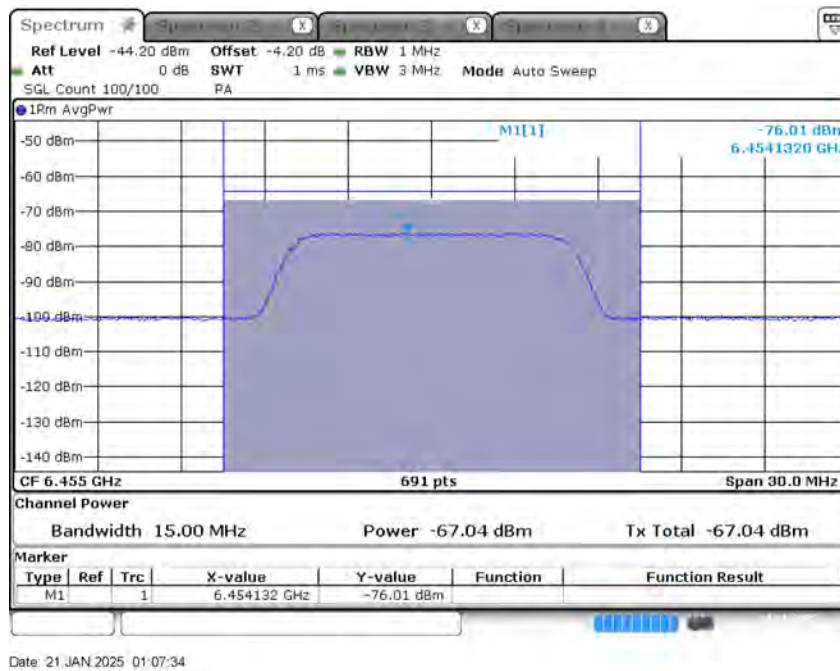 Spectrum
Ref Level -44.20 dBm Offset -4.20 dB RBW 1 MHz
Att 0 dB SWT 1 ms VBW 3 MHz Mode Auto Sweep
SGL Count 100/100 PA
1Rm AvgPwr
M1[1] -76.01 dBm
6.4541320 GHz
-50 dBm
-60 dBm
-70 dBm
-80 dBm
-90 dBm
-100 dBm
-110 dBm
-120 dBm
-130 dBm
-140 dBm
CF 6.455 GHz 691 pts Span 30.0 MHz
Channel Power
Bandwidth 15.00 MHz Power -67.04 dBm Tx Total -67.04 dBm
Marker
Type Ref Trc X-value Y-value Function Function Result
M1 1 6.454132 GHz -76.01 dBm
Date: 21.JAN.2025 01:07:34